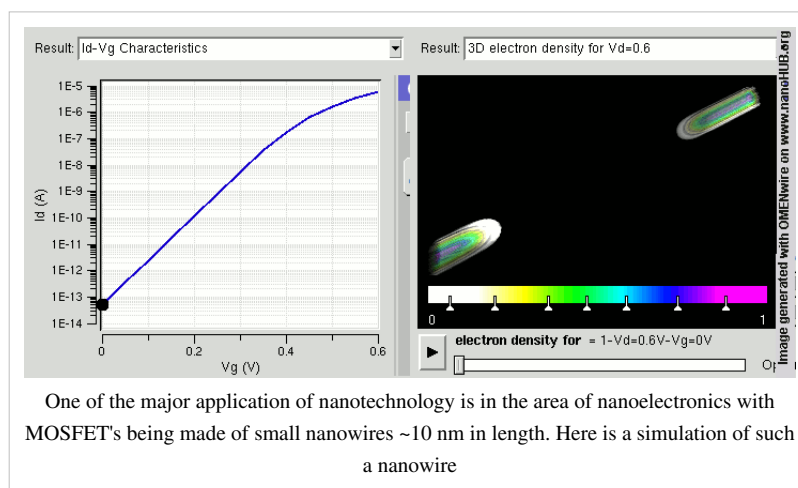 Result: Id-Vg Characteristics
Result: 3D electron density for Vd=0.6
1E-5
1E-6
1E-7
1E-8
1E-9
1E-10
1E-11
1E-12
1E-13
1E-14
Id (A)
0
0.2
0.4
0.6
Vg (V)
0
1
electron density for = 1-Vd=0.6V-Vg=0V
Image generated with OMENwire on www.nanoHUB.org
One of the major application of nanotechnology is in the area of nanoelectronics with
MOSFET's being made of small nanowires ~10 nm in length. Here is a simulation of such
a nanowire